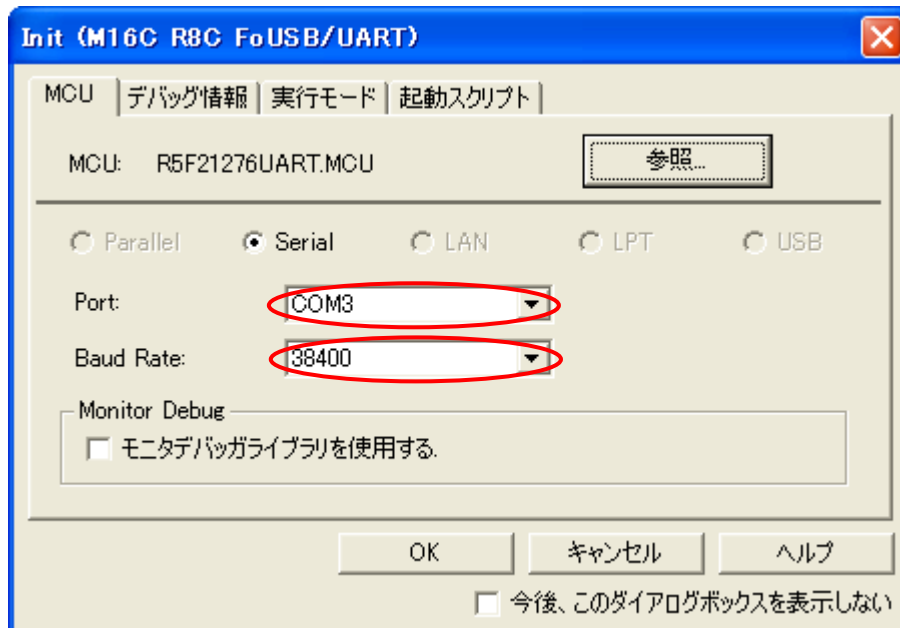 Init (M16C R8C FoUSB/UART)
MCU デバッグ情報 実行モード 起動スクリプト
MCU: R5F21276UART.MCU 参照...
Parallel Serial LAN LPT USB
Port: COM3
Baud Rate: 38400
Monitor Debug
モニタデバッガライブラリを使用する.
OK キャンセル ヘルプ
今後、このダイアログボックスを表示しない